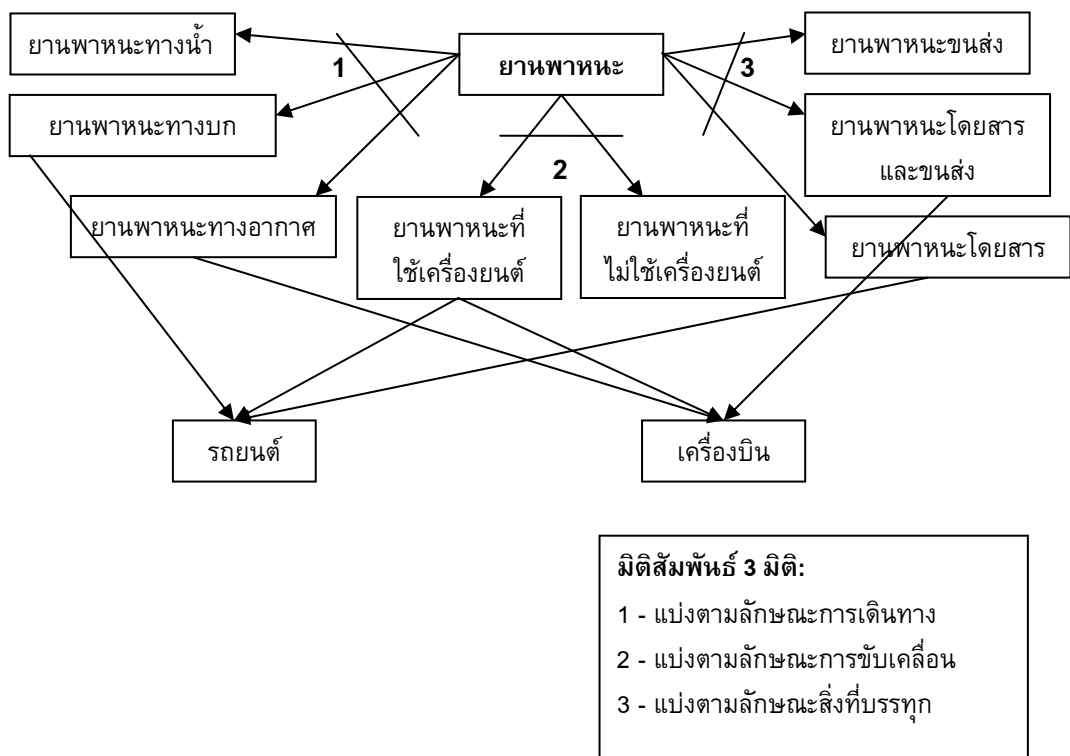 ยานพาหนะทางน้ำ
1
ยานพาหนะ
3
ยานพาหนะขนส่ง
ยานพาหนะทางบก
ยานพาหนะโดยสาร
และขนส่ง
2
ยานพาหนะทางอากาศ
ยานพาหนะที่
ใช้เครื่องยนต์
ยานพาหนะที่
ไม่ใช้เครื่องยนต์
ยานพาหนะโดยสาร
รถยนต์
เครื่องบิน
มิติสัมพันธ์ 3 มิติ:
1 - แบ่งตามลักษณะการเดินทาง
2 - แบ่งตามลักษณะการขับเคลื่อน
3 - แบ่งตามลักษณะสิ่งที่บรรทุก